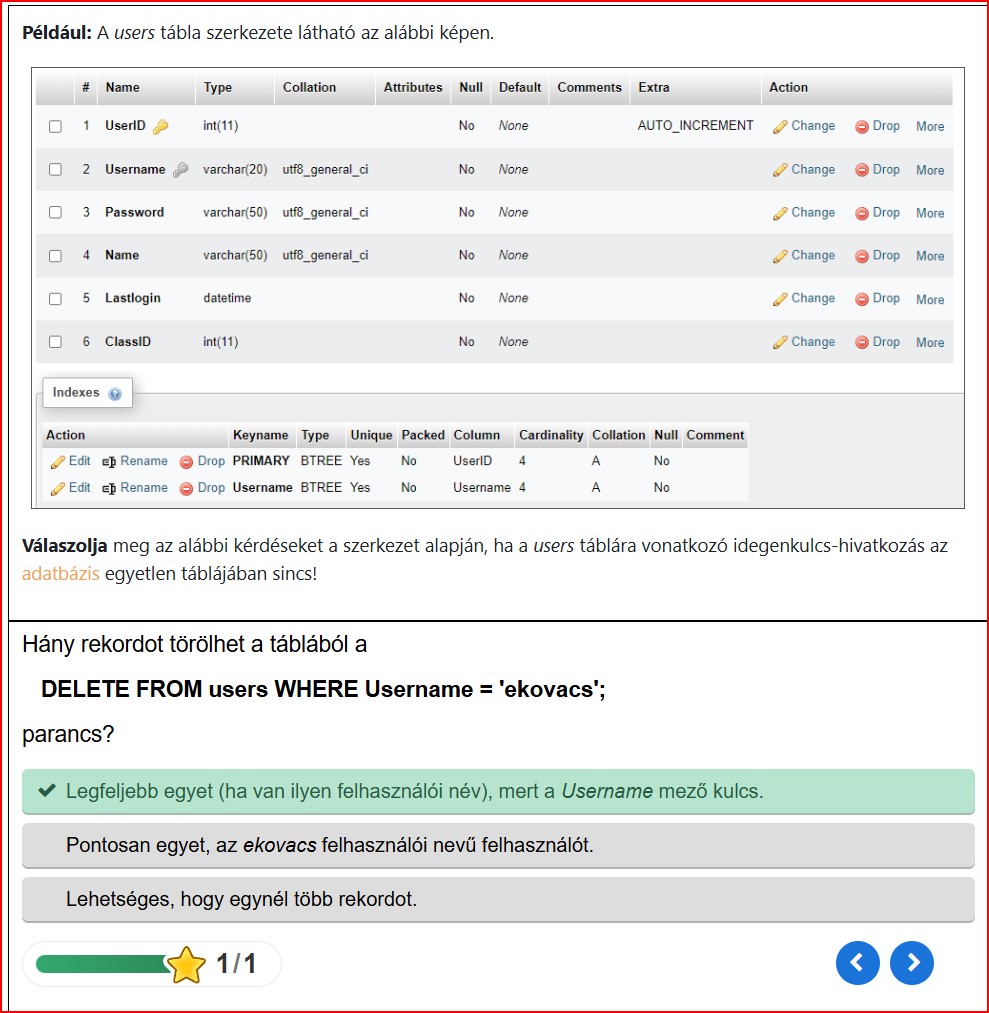 Például: A users tábla szerkezete látható az alábbi képen.
# Name Type Collation Attributes Null Default Comments Extra Action
1 UserID int(11) No None AUTO_INCREMENT Change Drop More
2 Username varchar(20) utf8_general_ci No None Change Drop More
3 Password varchar(50) utf8_general_ci No None Change Drop More
4 Name varchar(50) utf8_general_ci No None Change Drop More
5 Lastlogin datetime No None Change Drop More
6 ClassID int(11) No None Change Drop More
Indexes
Action Keyname Type Unique Packed Column Cardinality Collation Null Comment
Edit Rename Drop PRIMARY BTREE Yes No UserID 4 A No
Edit Rename Drop Username BTREE Yes No Username 4 A No
Válaszolja meg az alábbi kérdéseket a szerkezet alapján, ha a users táblára vonatkozó idegenkulcs-hivatkozás az
adatbázis egyetlen táblájában sincs!
Hány rekordot törölhet a táblából a
DELETE FROM users WHERE Username = 'ekovacs';
parancs?
Legfeljebb egyet (ha van ilyen felhasználói név), mert a Username mező kulcs.
Pontosan egyet, az ekovacs felhasználói nevű felhasználót.
Lehetséges, hogy egynél több rekordot.
1/1